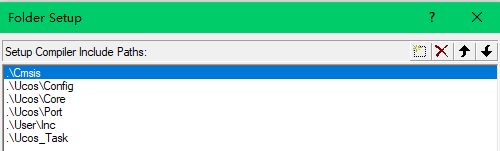 Folder Setup
?
Setup Compiler Include Paths:
.\Cmsis
.\Ucos\Config
.\Ucos\Core
.\Ucos\Port
.\User\Inc
.\Ucos_Task